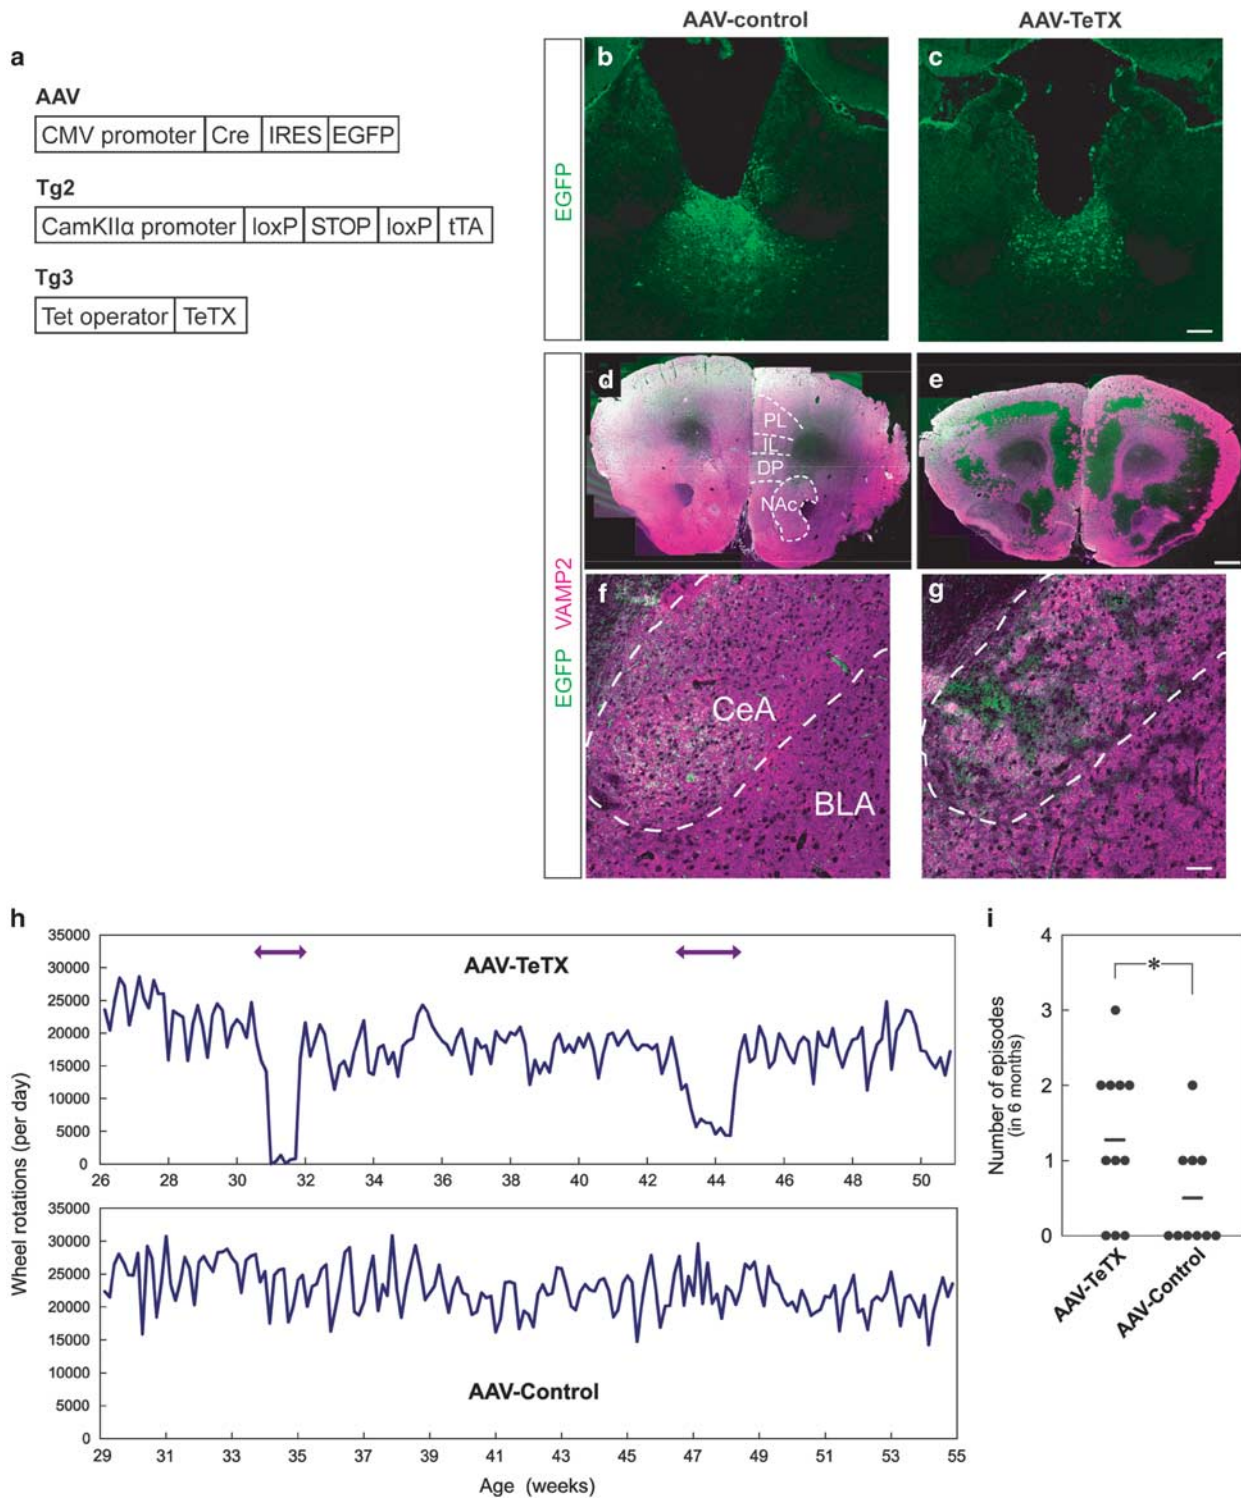 AAV-control AAV-TeTX
a
AAV
CMV promoter Cre IRES EGFP
Tg2
CamKIIα promoter loxP STOP loxP tTA
Tg3
Tet operator TeTX
b c
EGFP
d e
PL
IL
DP
NAc
EGFP VAMP2
f g
CeA
BLA
h
Wheel rotations (per day)
35000
30000
25000
20000
15000
10000
5000
0
AAV-TeTX
26 28 30 32 34 36 38 40 42 44 46 48 50
35000
30000
25000
20000
15000
10000
5000
0
AAV-Control
29 31 33 35 37 39 41 43 45 47 49 51 53 55
Age (weeks)
i
Number of episodes
(in 6 months)
4
3
2
1
0
*
AAV-TeTX
AAV-Control